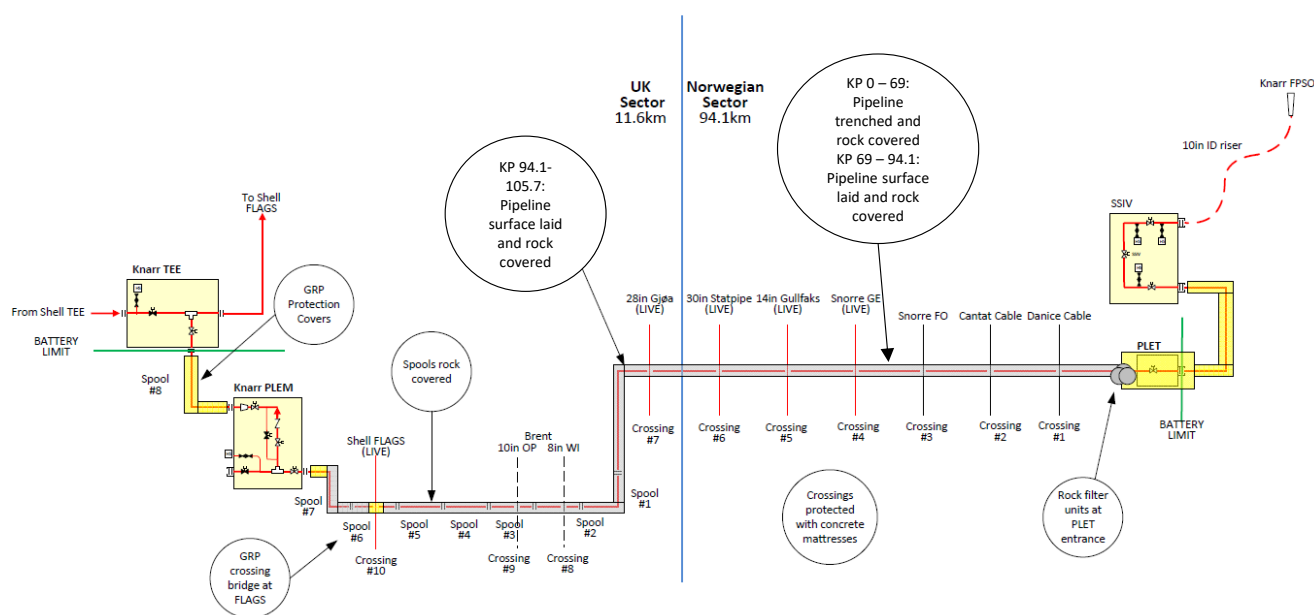 UK
Sector
11.6km
Norwegian
Sector
94.1km
KP 0 – 69:
Pipeline
trenched and
rock covered
KP 69 – 94.1:
Pipeline surface
laid and rock
covered
Knarr FPSO
10in ID riser
KP 94.1-
105.7:
Pipeline
surface laid
and rock
covered
To Shell
FLAGS
SSIV
Knarr TEE
GRP
Protection
Covers
From Shell TEE
BATTERY
LIMIT
28in Gjøa
(LIVE)
30in Statpipe
(LIVE)
14in Gullfaks
(LIVE)
Snorre GE
(LIVE)
Snorre FO
Cantat Cable
Danice Cable
PLET
Spools rock
covered
Spool
#8
Knarr PLEM
Shell FLAGS
(LIVE)
Brent
10in OP
8in WI
Crossing
#7
Crossing
#6
Crossing
#5
Crossing
#4
Crossing
#3
Crossing
#2
Crossing
#1
BATTERY
LIMIT
Spool
#7
Spool
#6
Spool
#5
Spool
#4
Spool
#3
Spool
#2
Spool
#1
Crossing
#10
Crossing
#9
Crossing
#8
GRP
crossing
bridge at
FLAGS
Crossings
protected
with concrete
mattresses
Rock filter
units at
PLET
entrance